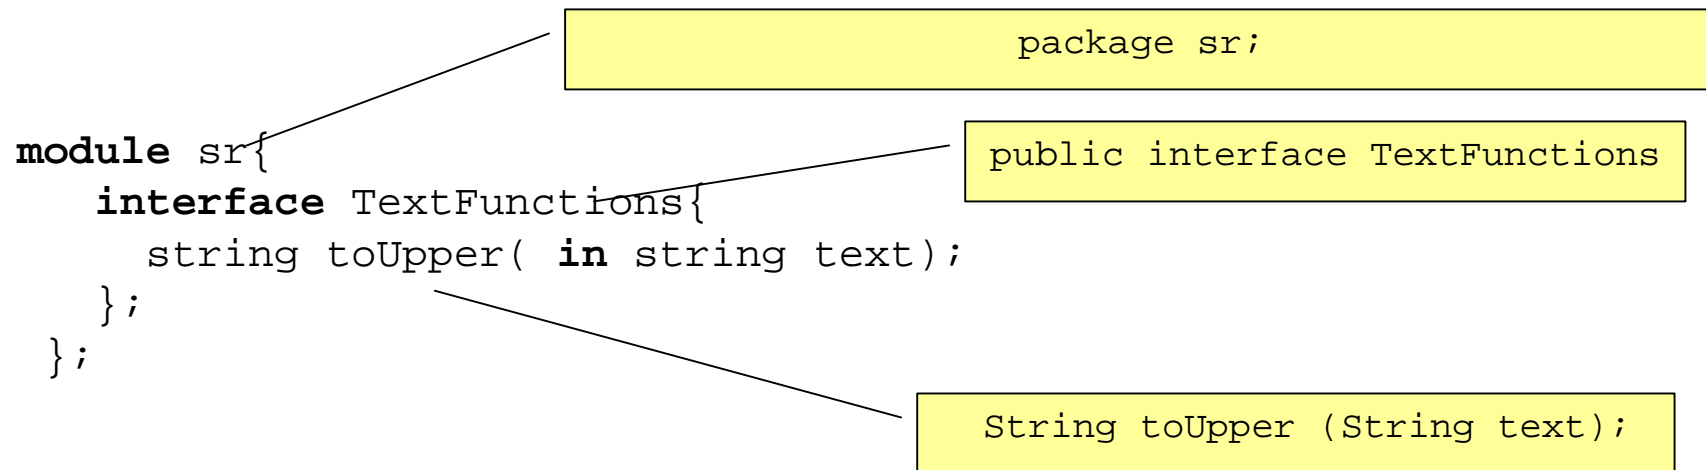 package sr;
module sr{
public interface TextFunctions
interface TextFunctions{
string toUpper( in string text);
};
};
String toUpper (String text);